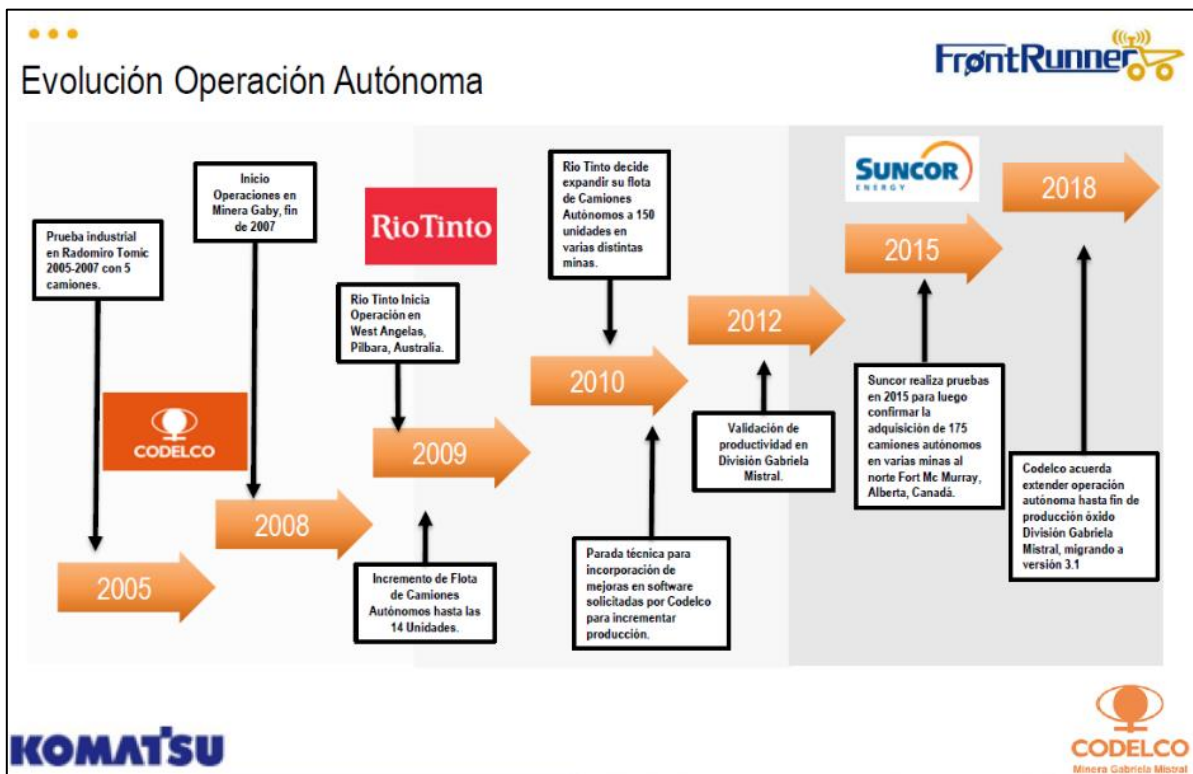 Evolución Operación Autónoma
FrontRunner
Prueba industrial
en Radomiro Tomic
2005-2007 con 5
camiones.
CODELCO
2005
Inicio
Operaciones en
Minera Gaby, fin
de 2007
2008
RioTinto
Rio Tinto Inicia
Operación en
West Angelas,
Pilbara, Australia.
2009
Incremento de Flota
de Camiones
Autónomos hasta las
14 Unidades.
Rio Tinto decide
expandir su flota
de Camiones
Autónomos a 150
unidades en
varias distintas
minas.
2010
Parada técnica para
incorporación de
mejoras en software
solicitadas por Codelco
para incrementar
producción.
2012
Validación de
productividad en
División Gabriela
Mistral.
SUNCOR
ENERGY
2015
Suncor realiza pruebas
en 2015 para luego
confirmar la
adquisición de 175
camiones autónomos
en varias minas al
norte Fort Mc Murray,
Alberta, Canadá.
2018
Codelco acuerda
extender operación
autónoma hasta fin de
producción óxido
División Gabriela
Mistral, migrando a
versión 3.1
KOMATSU
CODELCO
Minera Gabriela Mistral